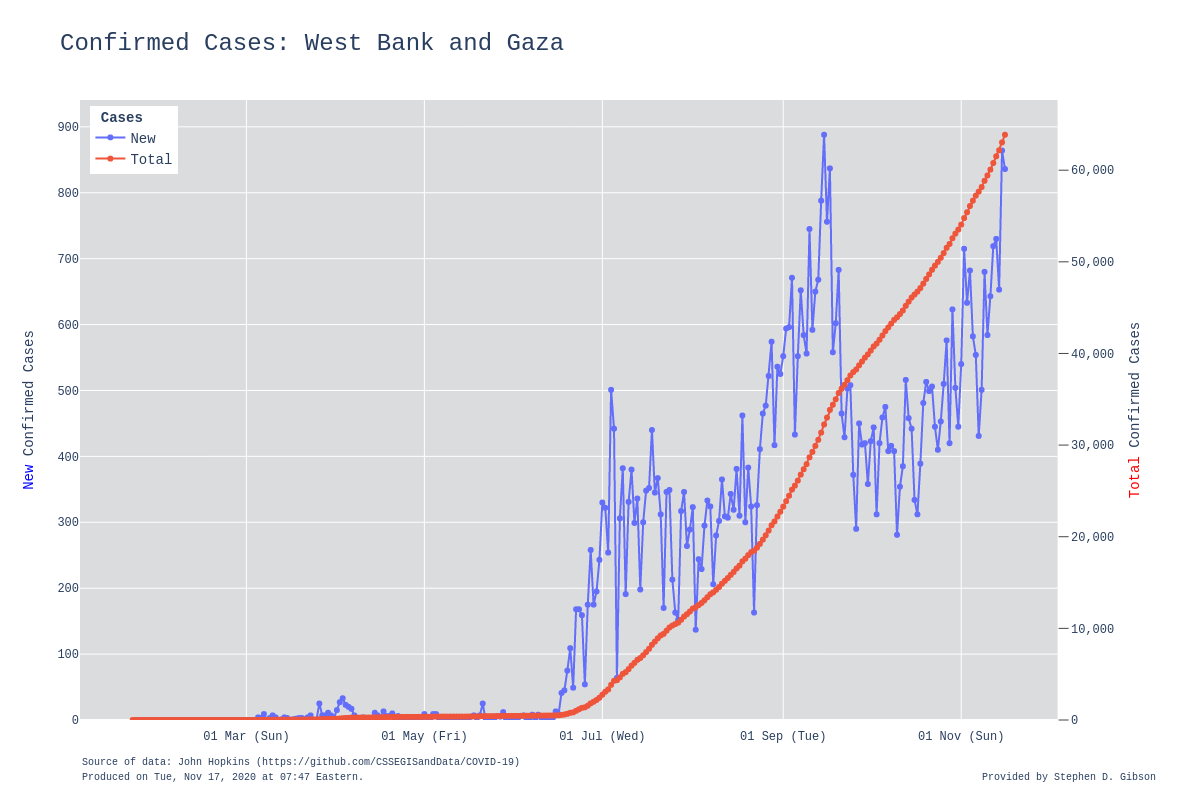 Confirmed Cases: West Bank and Gaza
Cases
New
Total
900
800
700
600
500
400
300
200
100
0
New Confirmed Cases
60,000
50,000
40,000
30,000
20,000
10,000
0
Total Confirmed Cases
01 Mar (Sun)
01 May (Fri)
01 Jul (Wed)
01 Sep (Tue)
01 Nov (Sun)
Source of data: John Hopkins (https://github.com/CSSEGISandData/COVID-19)
Produced on Tue, Nov 17, 2020 at 07:47 Eastern.
Provided by Stephen D. Gibson